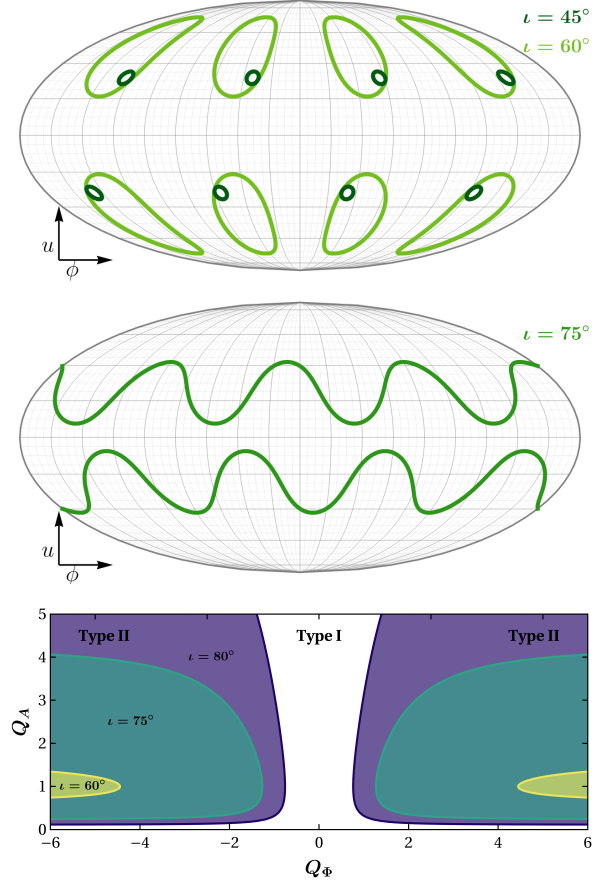 ι = 45°
ι = 60°
u
ϕ
ι = 75°
u
ϕ
5
4
3
2
1
0
Q_A
Type II
Type I
Type II
ι = 80°
ι = 75°
ι = 60°
−6
−4
−2
0
2
4
6
Q_Φ